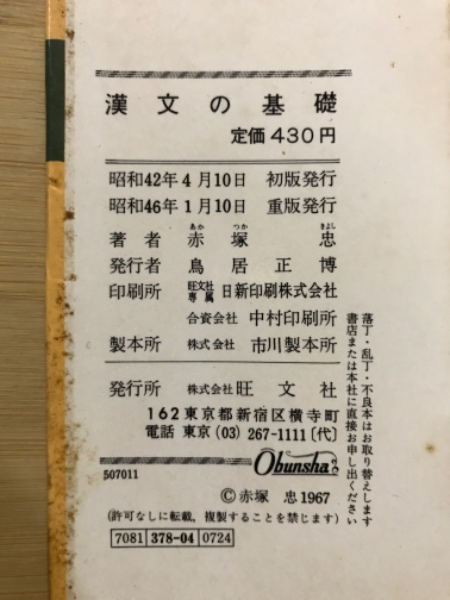 漢文の基礎
定価 430円
昭和42年 4月10日 初版発行
昭和46年 1月10日 重版発行
あか つか きよし
著者 赤塚 忠
発行者 鳥居正博
印刷所 旺文社専属 日新印刷株式会社
合資会社 中村印刷所
製本所 株式会社 市川製本所
発行所 株式会社 旺文社
162 東京都新宿区横寺町
電話 東京 (03) 267-1111 〔代〕
Obunsha
507011
©赤塚 忠 1967
(許可なしに転載, 複製することを禁じます)
7081 378-04 0724
落丁・乱丁・不良本はお取り替えします
書店または本社に直接お申し出ください